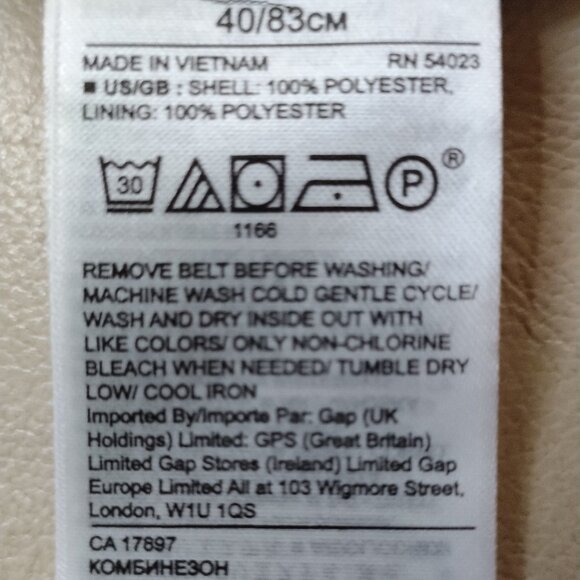 40/83CM
MADE IN VIETNAM RN 54023
■ US/GB : SHELL: 100% POLYESTER,
LINING: 100% POLYESTER
30 P ®
1166
REMOVE BELT BEFORE WASHING/
MACHINE WASH COLD GENTLE CYCLE/
WASH AND DRY INSIDE OUT WITH
LIKE COLORS/ ONLY NON-CHLORINE
BLEACH WHEN NEEDED/ TUMBLE DRY
LOW/ COOL IRON
Imported By/Importe Par: Gap (UK
Holdings) Limited: GPS (Great Britain)
Limited Gap Stores (Ireland) Limited Gap
Europe Limited All at 103 Wigmore Street,
London, W1U 1QS
CA 17897
КОМБИНЕЗОН